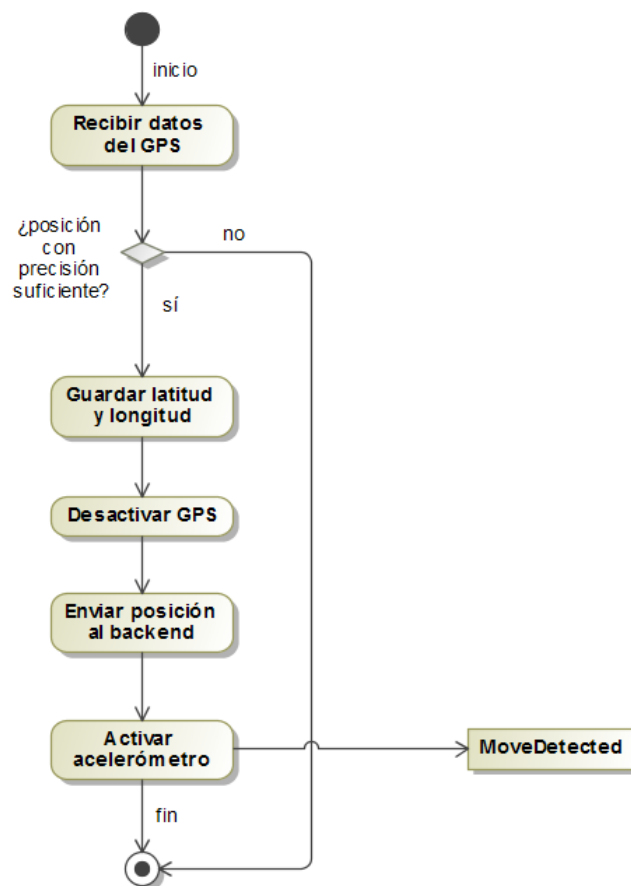 inicio
Recibir datos
del GPS
¿posición
con
precisión
suficiente?
no
sí
Guardar latitud
y longitud
Desactivar GPS
Enviar posición
al backend
Activar
acelerómetro
MoveDetected
fin